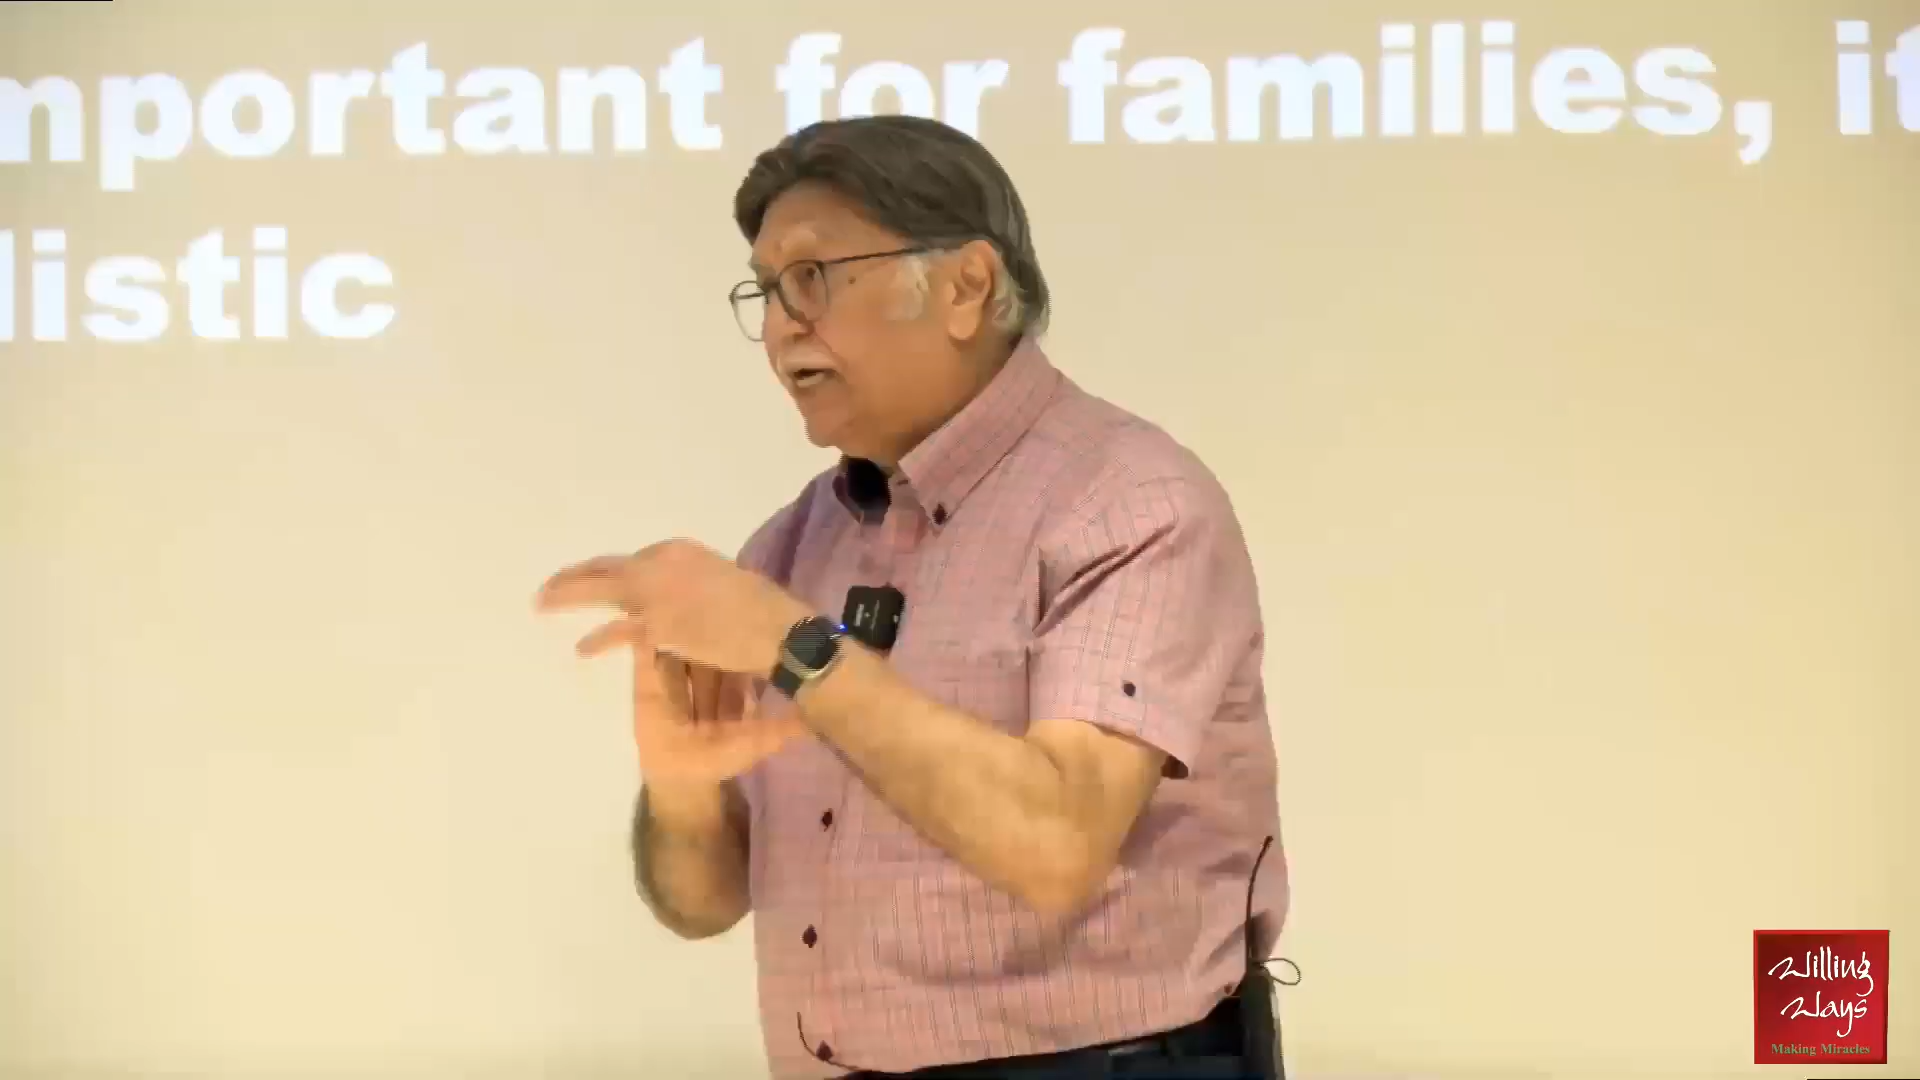 mportant for families, it
listic
Willing
Ways
Making Miracles